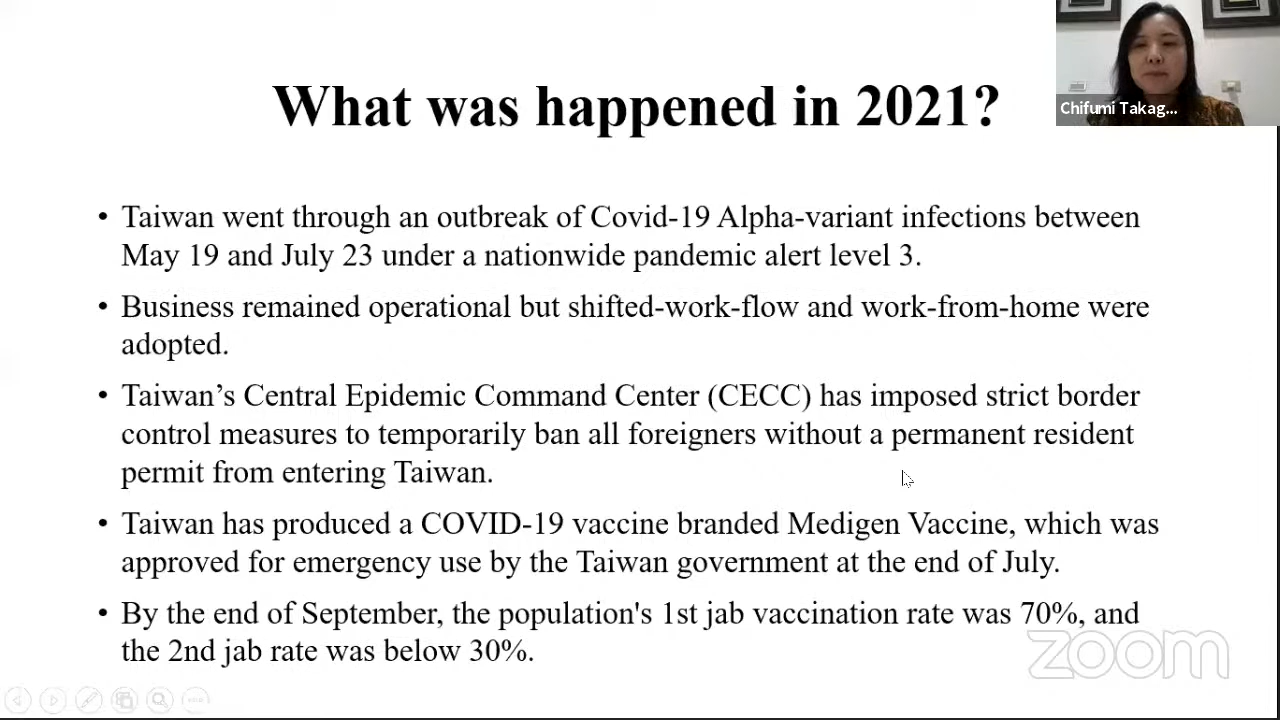 What was happened in 2021?
Chifumi Takag...
• Taiwan went through an outbreak of Covid-19 Alpha-variant infections between
May 19 and July 23 under a nationwide pandemic alert level 3.
• Business remained operational but shifted-work-flow and work-from-home were
adopted.
• Taiwan’s Central Epidemic Command Center (CECC) has imposed strict border
control measures to temporarily ban all foreigners without a permanent resident
permit from entering Taiwan.
• Taiwan has produced a COVID-19 vaccine branded Medigen Vaccine, which was
approved for emergency use by the Taiwan government at the end of July.
• By the end of September, the population's 1st jab vaccination rate was 70%, and
the 2nd jab rate was below 30%.
zoom